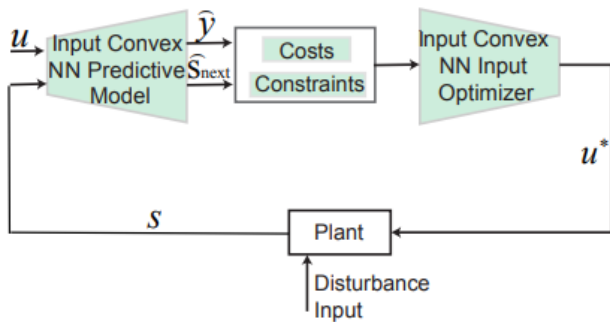 u
Input Convex
NN Predictive
Model
ŷ
ŝnext
Costs
Constraints
Input Convex
NN Input
Optimizer
u*
s
Plant
Disturbance
Input